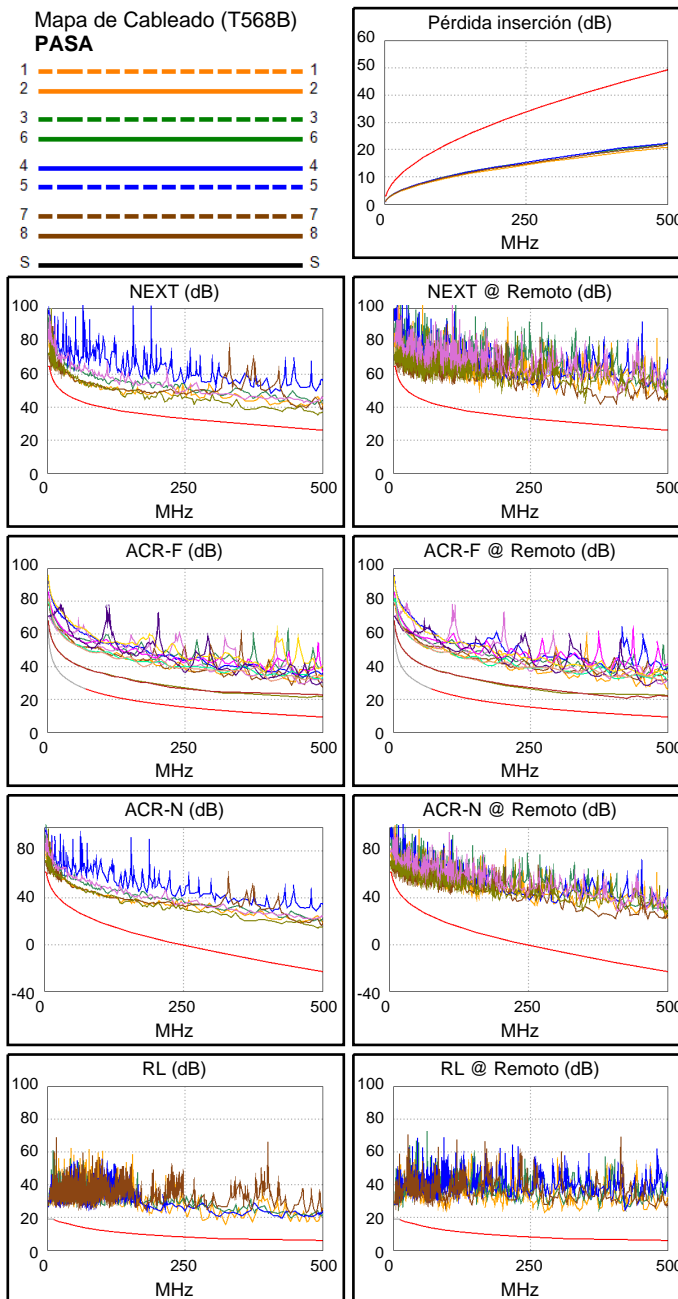 Mapa de Cableado (T568B)
PASA
1 1
2 2
3 3
6 6
4 4
5 5
7 7
8 8
S S
Pérdida inserción (dB)
60
50
40
30
20
10
0
0 250 500
MHz
NEXT (dB)
100
80
60
40
20
0
0 250 500
MHz
NEXT @ Remoto (dB)
100
80
60
40
20
0
0 250 500
MHz
ACR-F (dB)
100
80
60
40
20
0
0 250 500
MHz
ACR-F @ Remoto (dB)
100
80
60
40
20
0
0 250 500
MHz
ACR-N (dB)
80
40
0
-40
0 250 500
MHz
ACR-N @ Remoto (dB)
80
40
0
-40
0 250 500
MHz
RL (dB)
100
80
60
40
20
0
0 250 500
MHz
RL @ Remoto (dB)
100
80
60
40
20
0
0 250 500
MHz